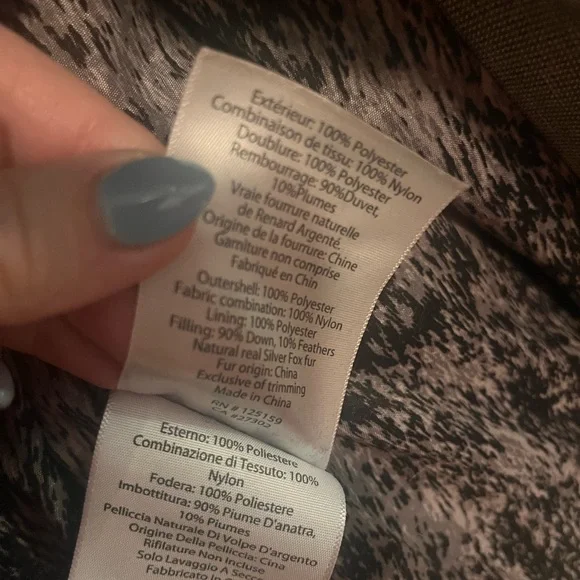 Extérieur: 100% Polyester
Combinaison de tissu: 100% Nylon
Doublure: 100% Polyester
Rembourrage: 90%Duvet,
10%Plumes
Vraie fourrure naturelle
de Renard Argenté.
Origine de la fourrure: Chine
Garniture non comprise
Fabriqué en Chin
Outershell: 100% Polyester
Fabric combination: 100% Nylon
Lining: 100% Polyester
Filling: 90% Down, 10% Feathers
Natural real Silver Fox fur
Fur origin: China
Exclusive of trimming
Made in China
RN # 125159
CA #27302
Esterno: 100% Poliestere
Combinazione di Tessuto: 100%
Nylon
Fodera: 100% Poliestere
Imbottitura: 90% Piume D'anatra,
10% Piumes
Pelliccia Naturale Di Volpe D'argento
Origine Della Pelliccia: Cina
Rifilature Non incluse
Solo Lavaggio A Secco
Fabbricato in